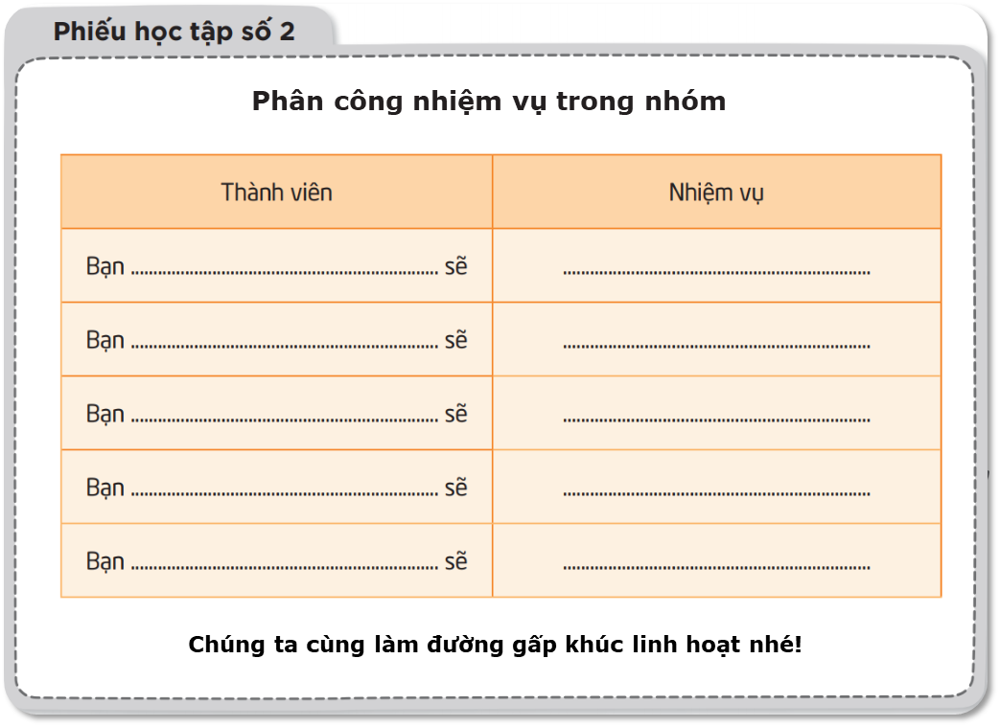 Phiếu học tập số 2
Phân công nhiệm vụ trong nhóm
Thành viên Nhiệm vụ
Bạn .................................................................... sẽ ....................................................................
Bạn .................................................................... sẽ ....................................................................
Bạn .................................................................... sẽ ....................................................................
Bạn .................................................................... sẽ ....................................................................
Bạn .................................................................... sẽ ....................................................................
Chúng ta cùng làm đường gấp khúc linh hoạt nhé!